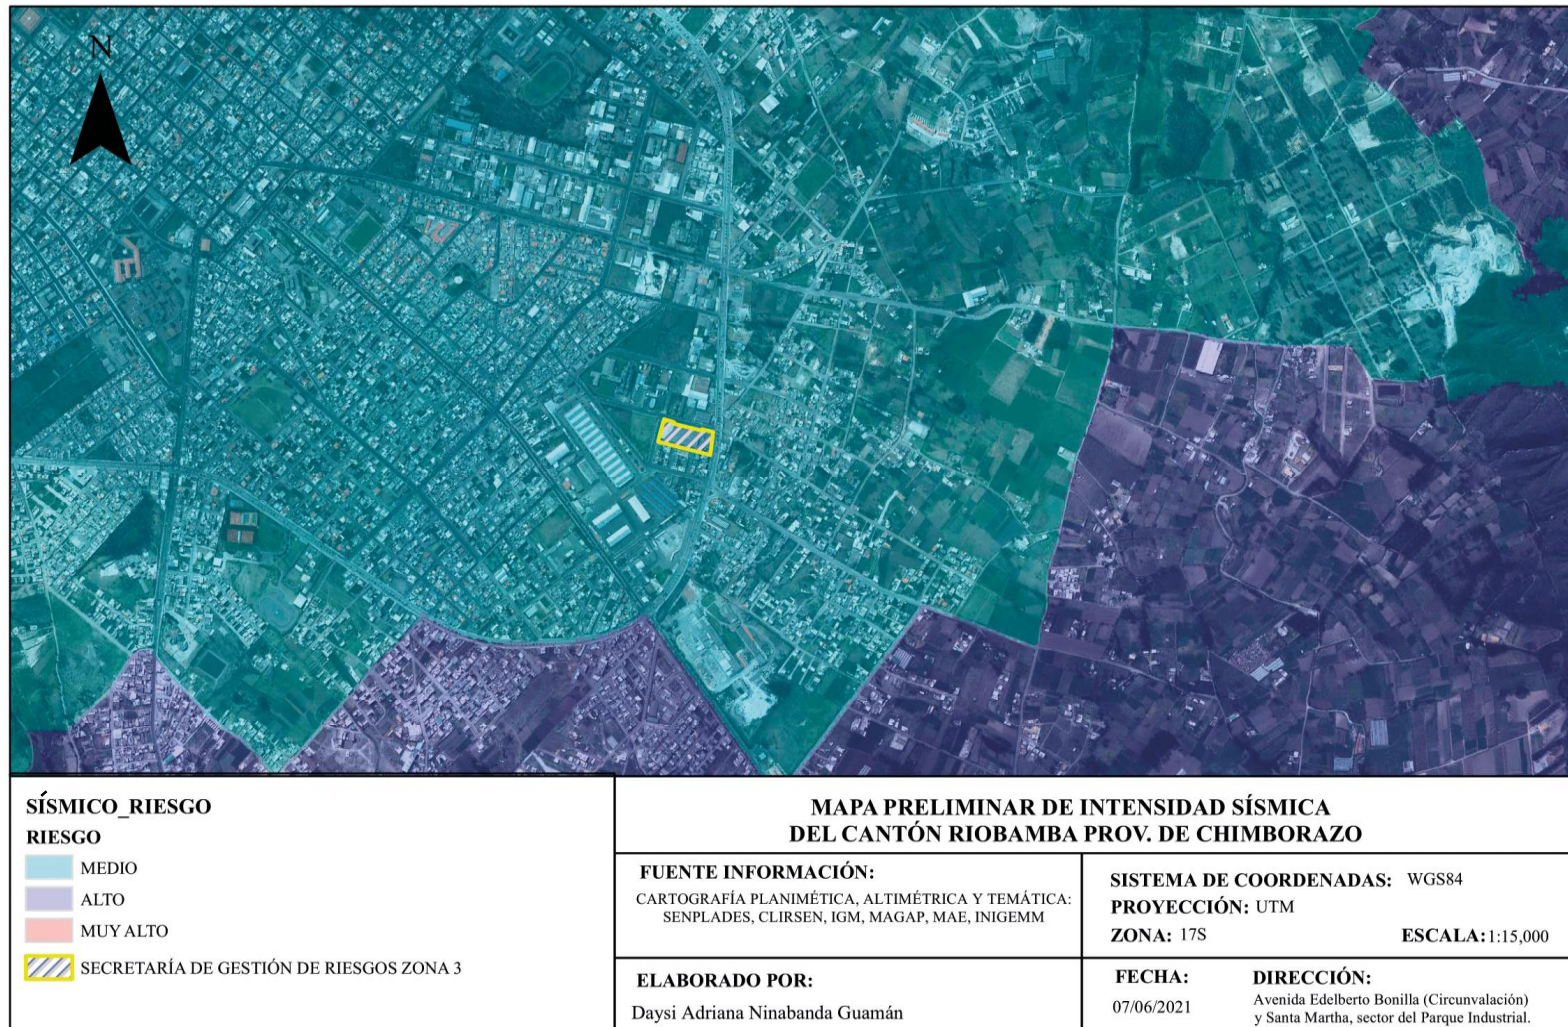 N
SÍSMICO_RIESGO
RIESGO
MEDIO
ALTO
MUY ALTO
SECRETARÍA DE GESTIÓN DE RIESGOS ZONA 3
MAPA PRELIMINAR DE INTENSIDAD SÍSMICA
DEL CANTÓN RIOBAMBA PROV. DE CHIMBORAZO
FUENTE INFORMACIÓN:
CARTOGRAFÍA PLANIMÉTICA, ALTIMÉTRICA Y TEMÁTICA:
SENPLADES, CLIRSEN, IGM, MAGAP, MAE, INIGEMM
SISTEMA DE COORDENADAS: WGS84
PROYECCIÓN: UTM
ZONA: 17S ESCALA:1:15,000
ELABORADO POR:
Daysi Adriana Ninabanda Guamán
FECHA:
07/06/2021
DIRECCIÓN:
Avenida Edelberto Bonilla (Circunvalación)
y Santa Martha, sector del Parque Industrial.